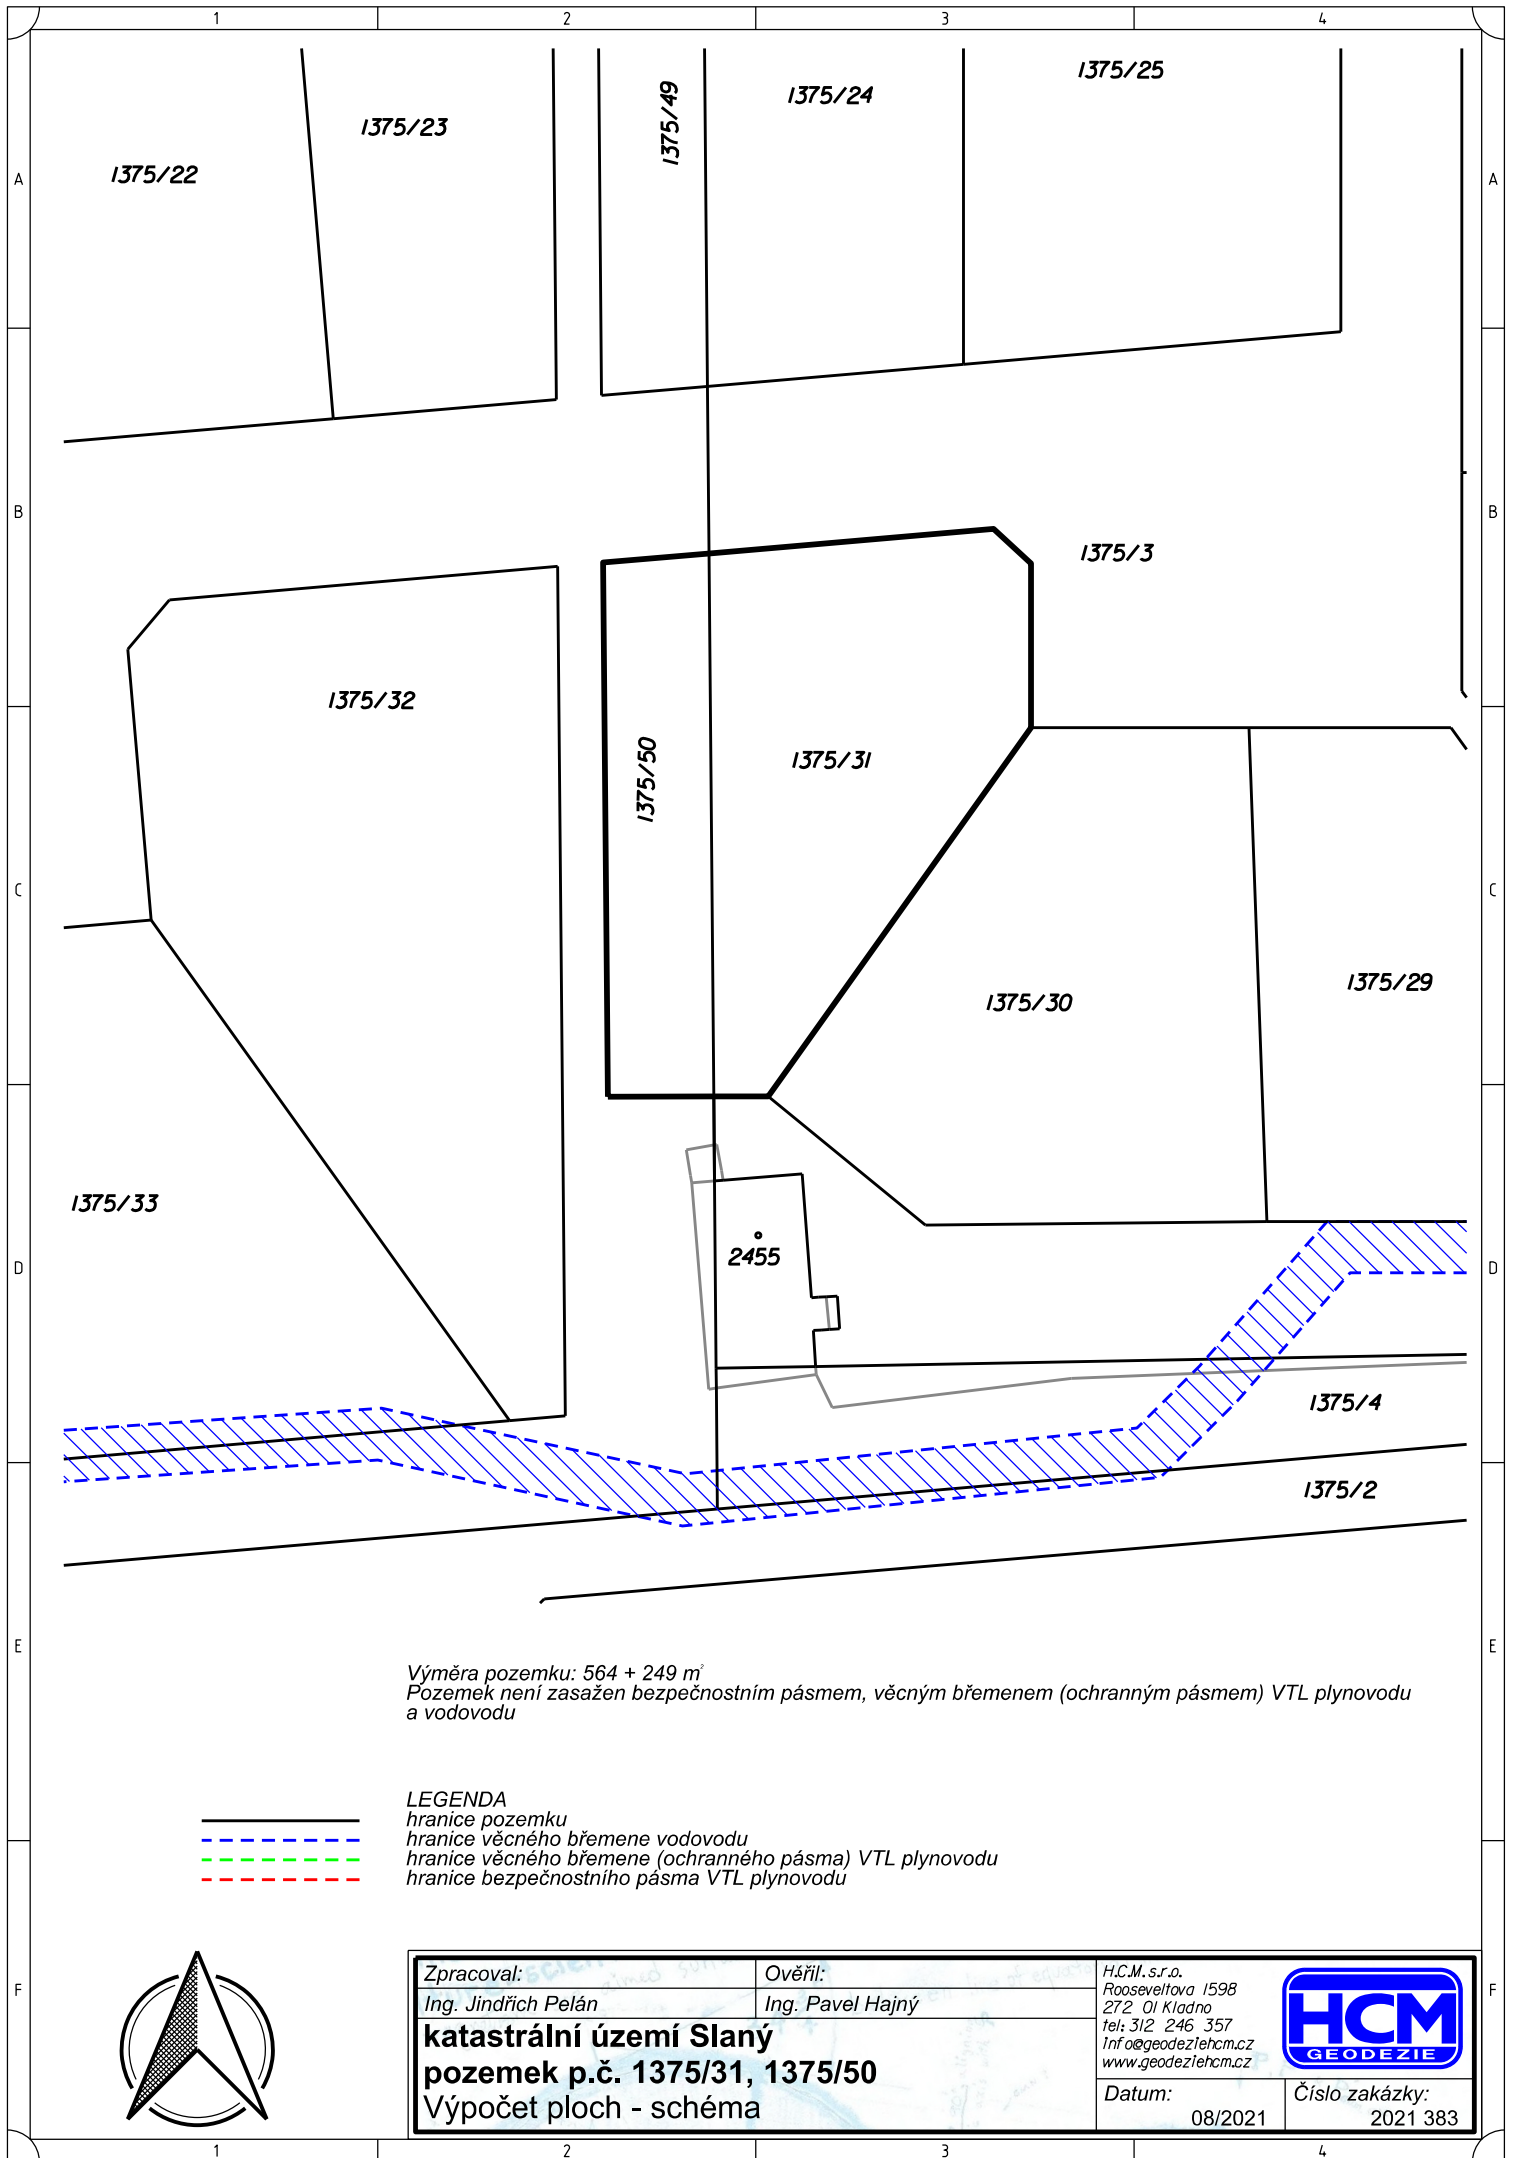 1 2 3 4
1375/25
1375/24
1375/49
1375/23
1375/22
A A
B B
1375/3
1375/32
1375/50
1375/31
C C
1375/29
1375/30
1375/33
2455
D D
1375/4
1375/2
E E
Výměra pozemku: 564 + 249 m²
Pozemek není zasažen bezpečnostním pásmem, věcným břemenem (ochranným pásmem) VTL plynovodu
a vodovodu
LEGENDA
hranice pozemku
hranice věcného břemene vodovodu
hranice věcného břemene (ochranného pásma) VTL plynovodu
hranice bezpečnostního pásma VTL plynovodu
F F
Zpracoval: Ověřil:
Ing. Jindřich Pelán Ing. Pavel Hajný
katastrální území Slaný
pozemek p.č. 1375/31, 1375/50
Výpočet ploch - schéma
H.C.M. s.r.o.
Rooseveltova 1598
272 01 Kladno
tel: 312 246 357
info@geodeziehcm.cz
www.geodeziehcm.cz
HCM
GEODEZIE
Datum: Číslo zakázky:
08/2021 2021 383
1 2 3 4